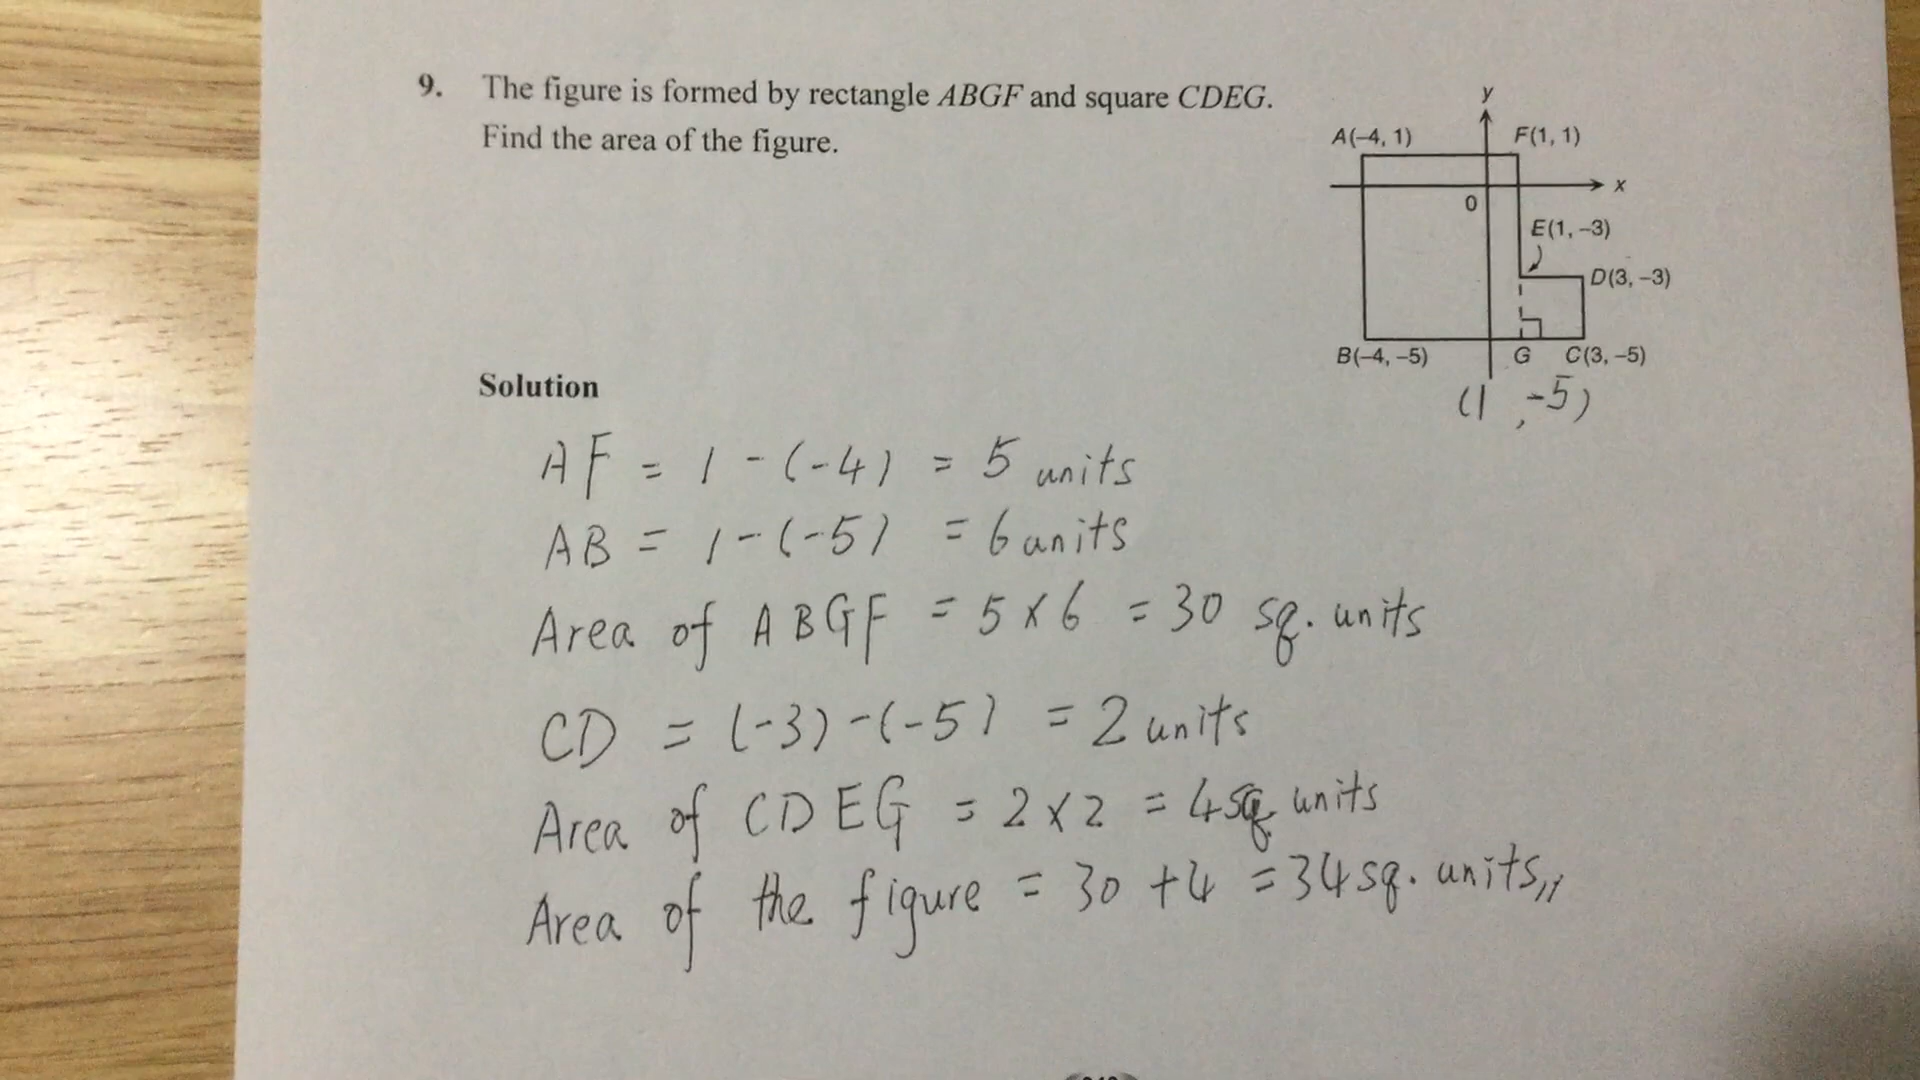 9. The figure is formed by rectangle ABGF and square CDEG.
Find the area of the figure.
y
A(–4, 1)
F(1, 1)
x
0
E(1, –3)
D(3, –3)
B(–4, –5)
G
C(3, –5)
(1, -5)
Solution
AF = 1 - (-4) = 5 units
AB = 1 - (-5) = 6 units
Area of ABGF = 5 × 6 = 30 sq. units
CD = (-3) - (-5) = 2 units
Area of CDEG = 2 × 2 = 4 sq. units
Area of the figure = 30 + 4 = 34 sq. units,,